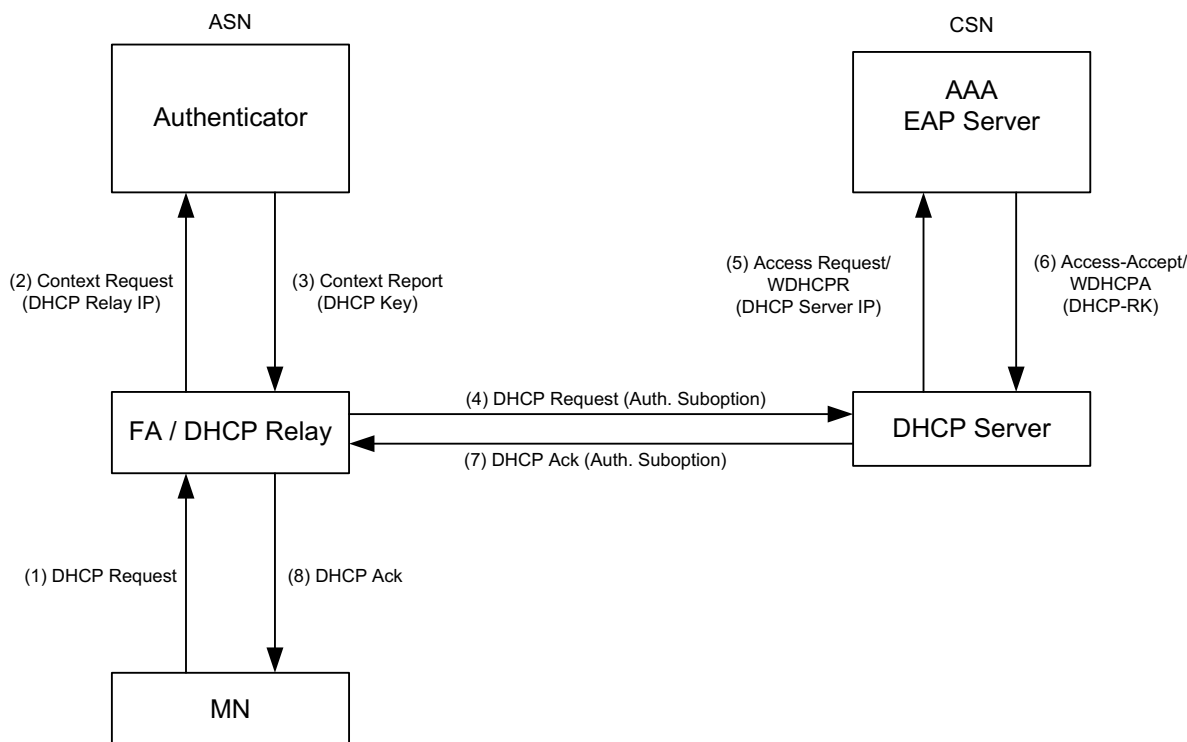 ASN
CSN
Authenticator
AAA
EAP Server
(2) Context Request
(DHCP Relay IP)
(3) Context Report
(DHCP Key)
(5) Access Request/
WDHCPR
(DHCP Server IP)
(6) Access-Accept/
WDHCPA
(DHCP-RK)
FA / DHCP Relay
(4) DHCP Request (Auth. Suboption)
(7) DHCP Ack (Auth. Suboption)
DHCP Server
(1) DHCP Request
(8) DHCP Ack
MN